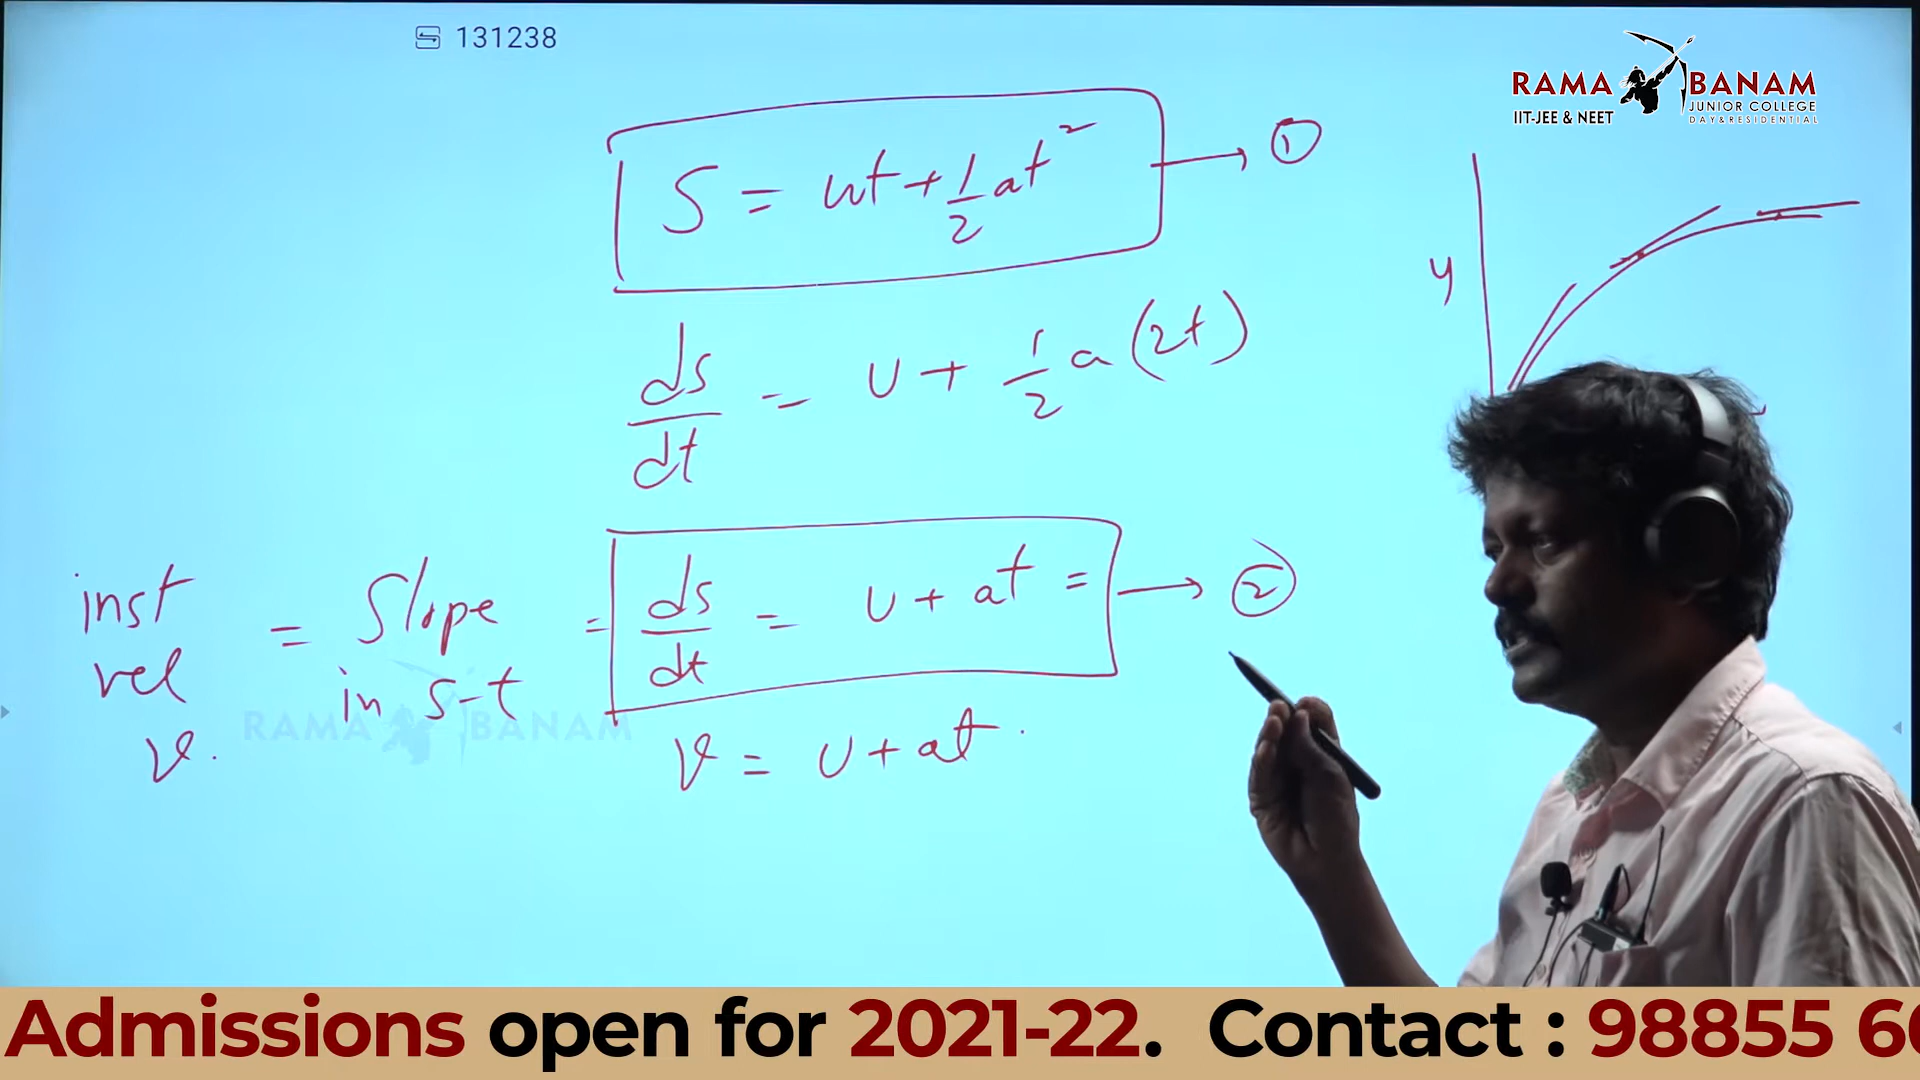 131238
RAMA BANAM
JUNIOR COLLEGE
IIT-JEE & NEET
DAY & RESIDENTIAL
S = ut + 1/2 at² → ①
y
ds/dt = u + 1/2 a (2t)
inst vel v. = Slope in s-t = ds/dt = u + at = → ②
RAMA BANAM
v = u + at.
Admissions open for 2021-22. Contact : 98855 6